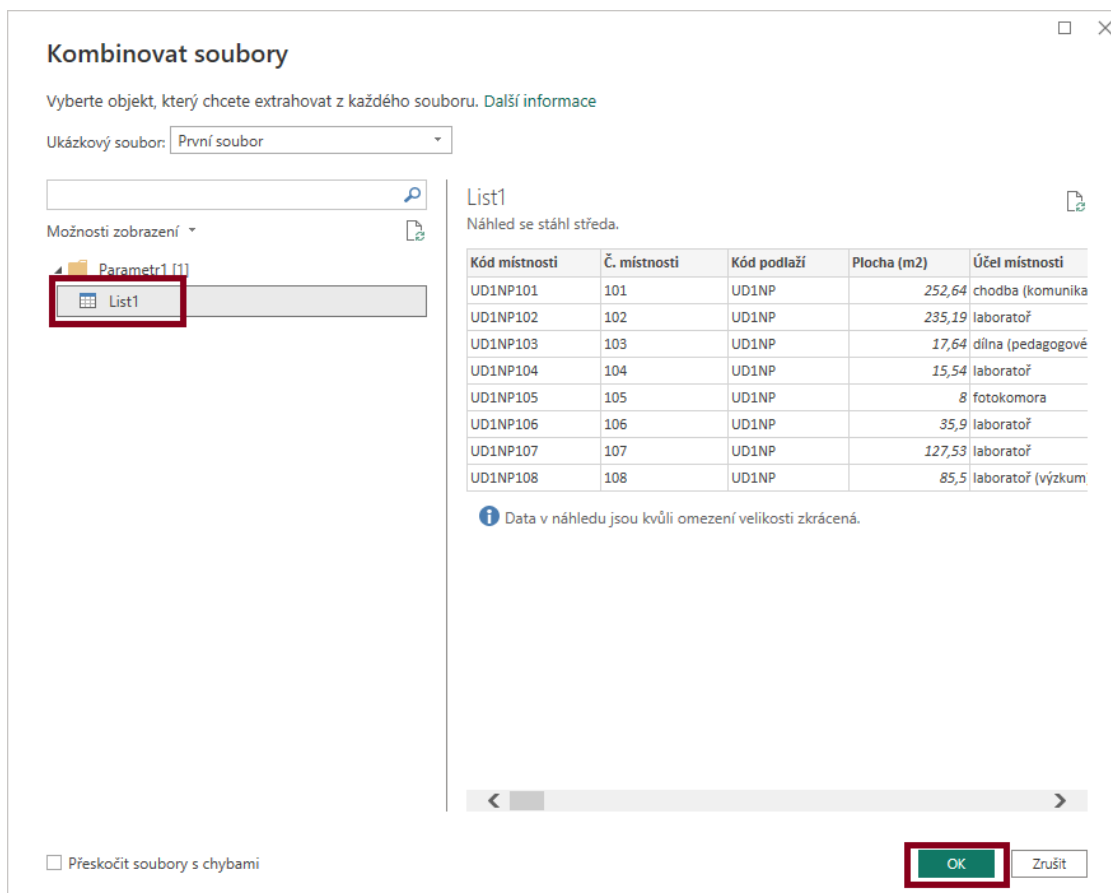 Kombinovat soubory
Vyberte objekt, který chcete extrahovat z každého souboru. Další informace
Ukázkový soubor: První soubor
Možnosti zobrazení
Parametr1 [1]
List1
List1
Náhled se stáhl středa.
Kód místnosti Č. místnosti Kód podlaží Plocha (m2) Účel místnosti
UD1NP101 101 UD1NP 252,64 chodba (komunika
UD1NP102 102 UD1NP 235,19 laboratoř
UD1NP103 103 UD1NP 17,64 dílna (pedagogové
UD1NP104 104 UD1NP 15,54 laboratoř
UD1NP105 105 UD1NP 8 fotokomora
UD1NP106 106 UD1NP 35,9 laboratoř
UD1NP107 107 UD1NP 127,53 laboratoř
UD1NP108 108 UD1NP 85,5 laboratoř (výzkum)
Data v náhledu jsou kvůli omezení velikosti zkrácená.
Přeskočit soubory s chybami
OK Zrušit